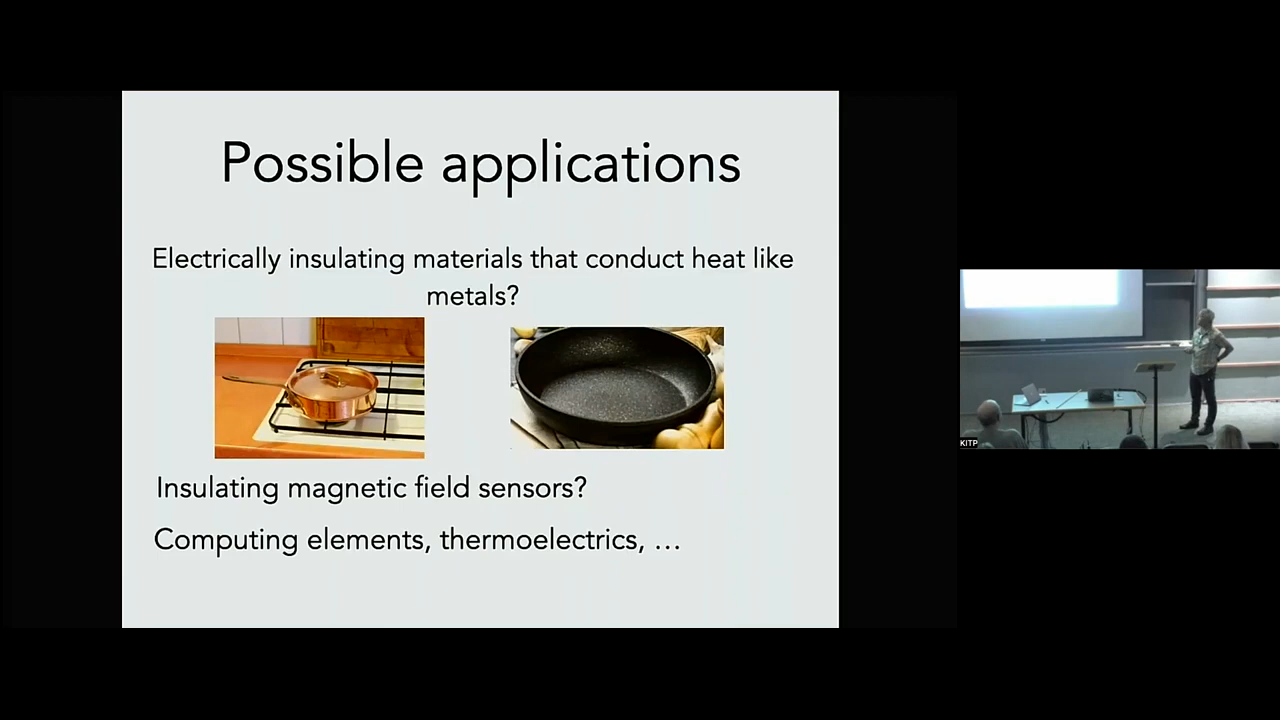 Possible applications
Electrically insulating materials that conduct heat like
metals?
Insulating magnetic field sensors?
Computing elements, thermoelectrics, …
KITP